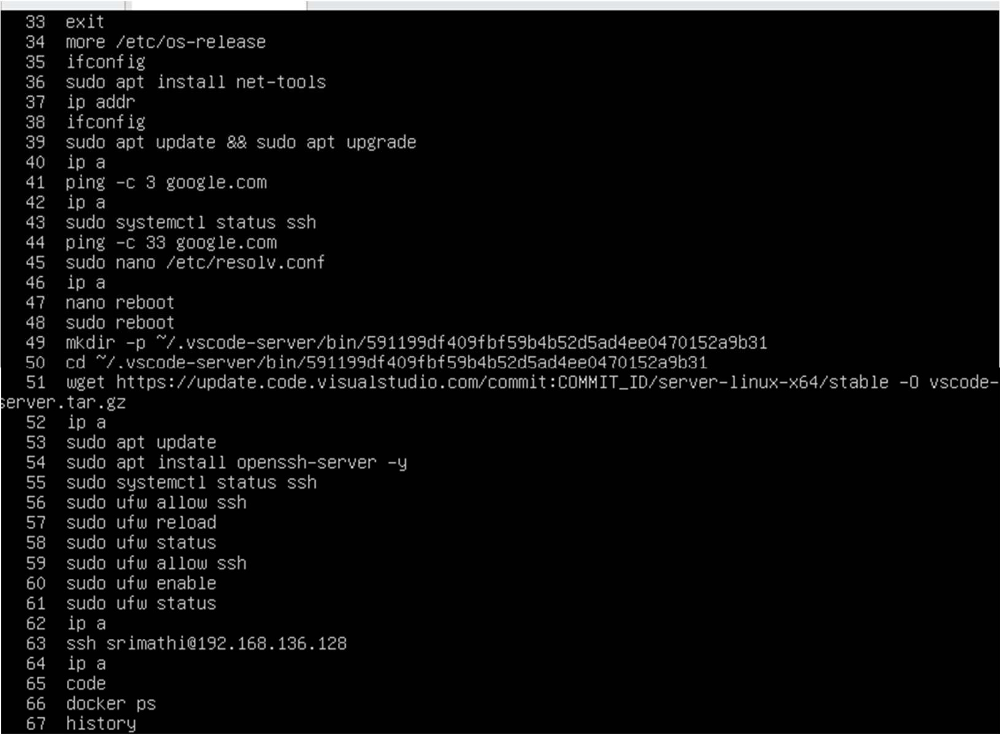 33 exit
34 more /etc/os-release
35 ifconfig
36 sudo apt install net-tools
37 ip addr
38 ifconfig
39 sudo apt update && sudo apt upgrade
40 ip a
41 ping -c 3 google.com
42 ip a
43 sudo systemctl status ssh
44 ping -c 33 google.com
45 sudo nano /etc/resolv.conf
46 ip a
47 nano reboot
48 sudo reboot
49 mkdir -p ~/.vscode-server/bin/591199df409fbf59b4b52d5ad4ee0470152a9b31
50 cd ~/.vscode-server/bin/591199df409fbf59b4b52d5ad4ee0470152a9b31
51 wget https://update.code.visualstudio.com/commit:COMMIT_ID/server-linux-x64/stable -O vscode-
server.tar.gz
52 ip a
53 sudo apt update
54 sudo apt install openssh-server -y
55 sudo systemctl status ssh
56 sudo ufw allow ssh
57 sudo ufw reload
58 sudo ufw status
59 sudo ufw allow ssh
60 sudo ufw enable
61 sudo ufw status
62 ip a
63 ssh srimathi@192.168.136.128
64 ip a
65 code
66 docker ps
67 history